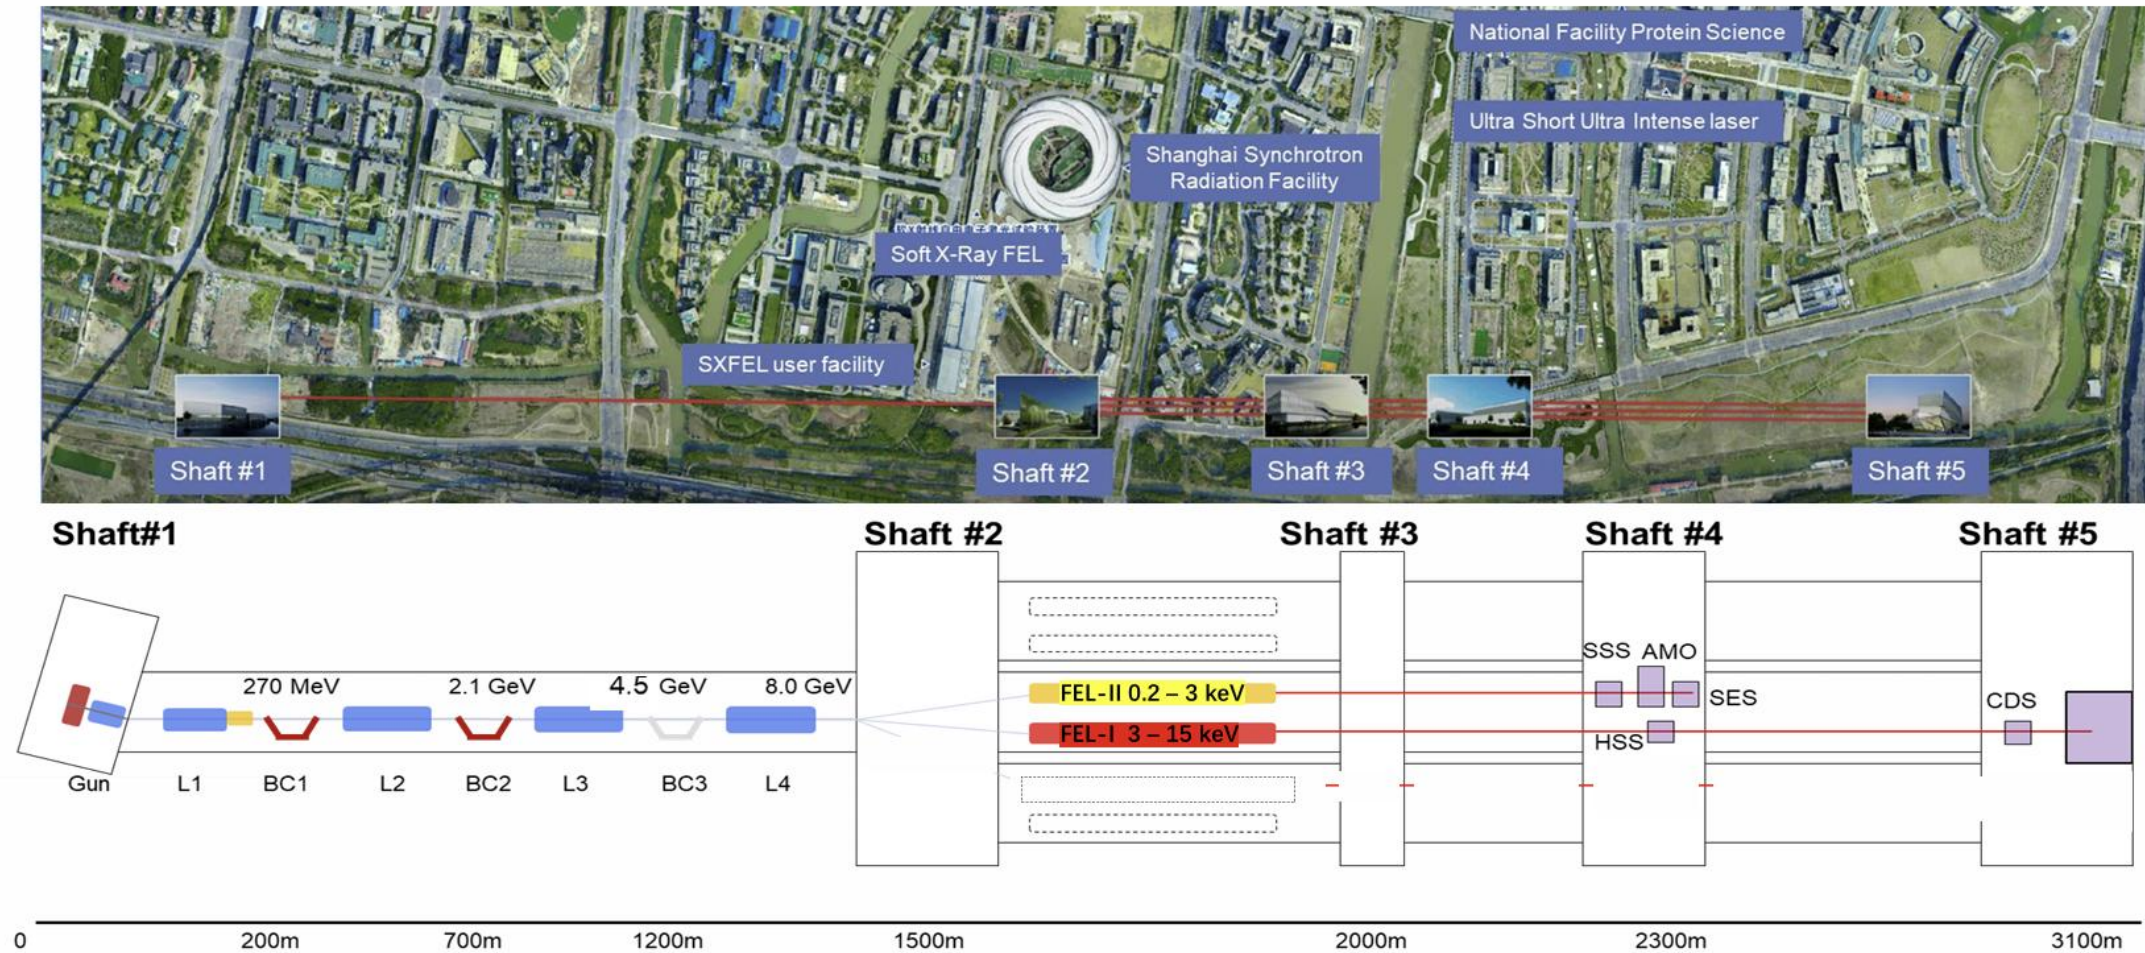 National Facility Protein Science
Ultra Short Ultra Intense laser
Shanghai Synchrotron
Radiation Facility
Soft X-Ray FEL
SXFEL user facility
Shaft #1
Shaft #2
Shaft #3
Shaft #4
Shaft #5
Shaft#1
Shaft #2
Shaft #3
Shaft #4
Shaft #5
SSS AMO
270 MeV
2.1 GeV
4.5 GeV
8.0 GeV
FEL-II 0.2 – 3 keV
SES
CDS
FEL-I 3 – 15 keV
HSS
Gun
L1
BC1
L2
BC2
L3
BC3
L4
0
200m
700m
1200m
1500m
2000m
2300m
3100m